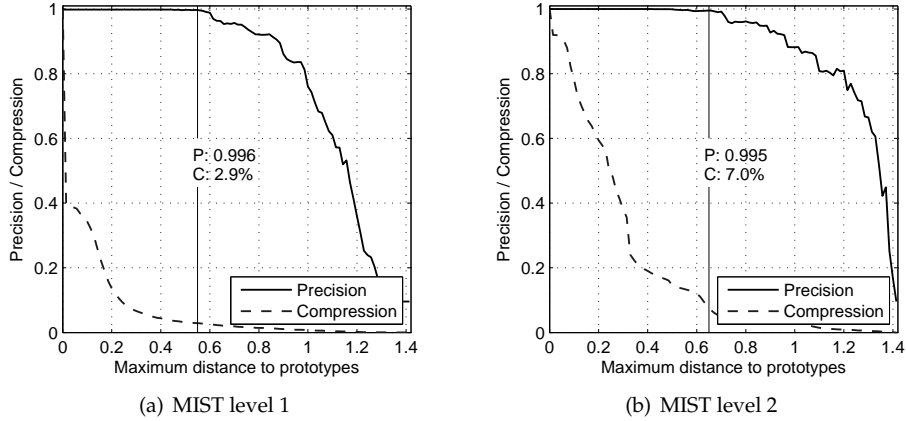 1
0.8
0.6
0.4
0.2
0
Precision / Compression
P: 0.996
C: 2.9%
Precision
Compression
0 0.2 0.4 0.6 0.8 1 1.2 1.4
Maximum distance to prototypes
(a) MIST level 1
1
0.8
0.6
0.4
0.2
0
Precision / Compression
P: 0.995
C: 7.0%
Precision
Compression
0 0.2 0.4 0.6 0.8 1 1.2 1.4
Maximum distance to prototypes
(b) MIST level 2